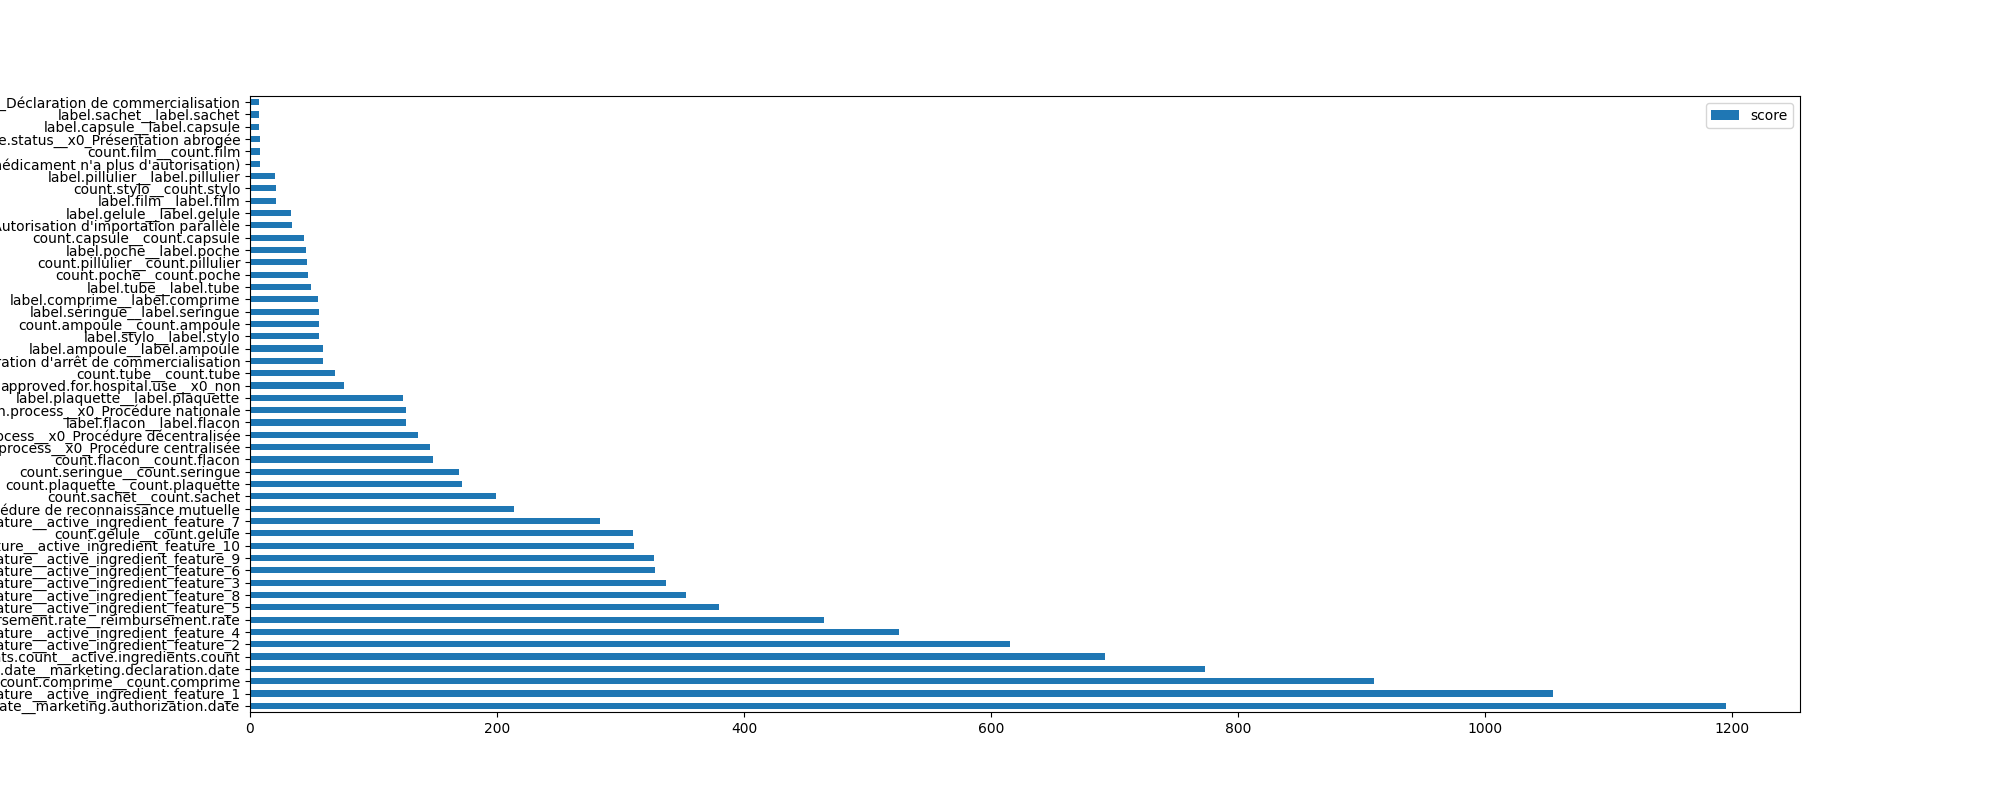 _Déclaration de commercialisation
label.sachet__label.sachet
label.capsule__label.capsule
e.status__x0_Présentation abrogée
count.film__count.film
édicament n'a plus d'autorisation)
label.pillulier__label.pillulier
count.stylo__count.stylo
label.film__label.film
label.gelule__label.gelule
Autorisation d'importation parallèle
count.capsule__count.capsule
label.poche__label.poche
count.pillulier__count.pillulier
count.poche__count.poche
label.tube__label.tube
label.comprime__label.comprime
label.seringue__label.seringue
count.ampoule__count.ampoule
label.stylo__label.stylo
label.ampoule__label.ampoule
ration d'arrêt de commercialisation
count.tube__count.tube
approved.for.hospital.use__x0_non
label.plaquette__label.plaquette
n.process__x0_Procédure nationale
label.flacon__label.flacon
ocess__x0_Procédure décentralisée
process__x0_Procédure centralisée
count.flacon__count.flacon
count.seringue__count.seringue
count.plaquette__count.plaquette
count.sachet__count.sachet
édure de reconnaissance mutuelle
ature__active_ingredient_feature_7
count.gelule__count.gelule
ture__active_ingredient_feature_10
ature__active_ingredient_feature_9
ature__active_ingredient_feature_6
ature__active_ingredient_feature_3
ature__active_ingredient_feature_8
ature__active_ingredient_feature_5
rsement.rate__reimbursement.rate
ature__active_ingredient_feature_4
ature__active_ingredient_feature_2
ts.count__active.ingredients.count
.date__marketing.declaration.date
count.comprime__count.comprime
ature__active_ingredient_feature_1
ate__marketing.authorization.date
0 200 400 600 800 1000 1200
score